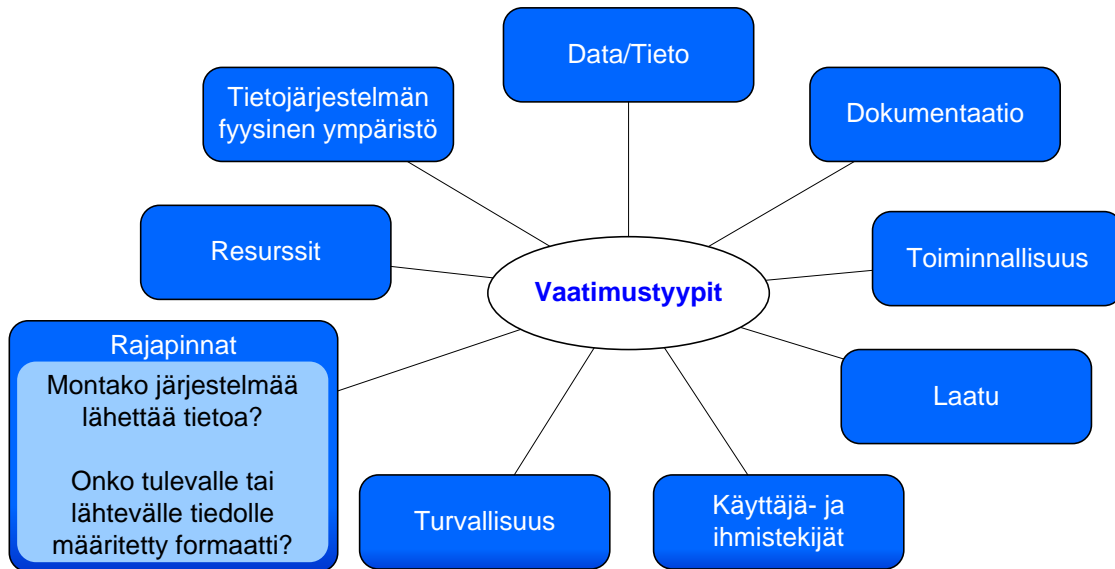 Data/Tieto
Tietojärjestelmän
fyysinen ympäristö
Dokumentaatio
Resurssit
Toiminnallisuus
Vaatimustyypit
Rajapinnat
Montako järjestelmää
lähettää tietoa?
Onko tulevalle tai
lähtevälle tiedolle
määritetty formaatti?
Laatu
Turvallisuus
Käyttäjä- ja
ihmistekijät